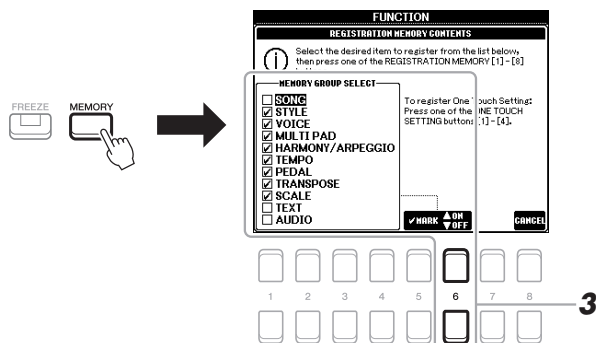 FUNCTION
REGISTRATION MEMORY CONTENTS
Select the desired item to register from the list below,
then press one of the REGISTRATION MEMORY [1]-[8]
MEMORY GROUP SELECT
SONG
STYLE
VOICE
MULTI PAD
HARMONY/ARPEGGIO
TEMPO
PEDAL
TRANSPOSE
SCALE
TEXT
AUDIO
To register One Touch Setting:
Press one of the ONE TOUCH
SETTING buttons [1]-[4].
MARK ▲ON
▼OFF
CANCEL
FREEZE MEMORY
1 2 3 4 5 6 7 8
3